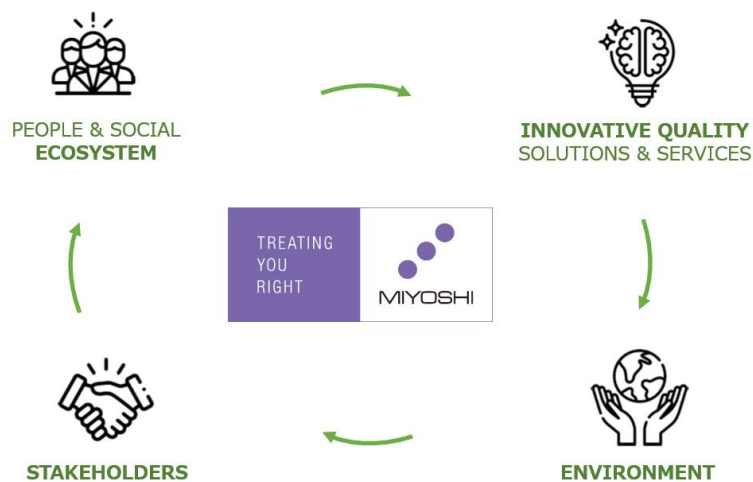 PEOPLE & SOCIAL
ECOSYSTEM
INNOVATIVE QUALITY
SOLUTIONS & SERVICES
TREATING
YOU
RIGHT
MIYOSHI
STAKEHOLDERS
ENVIRONMENT